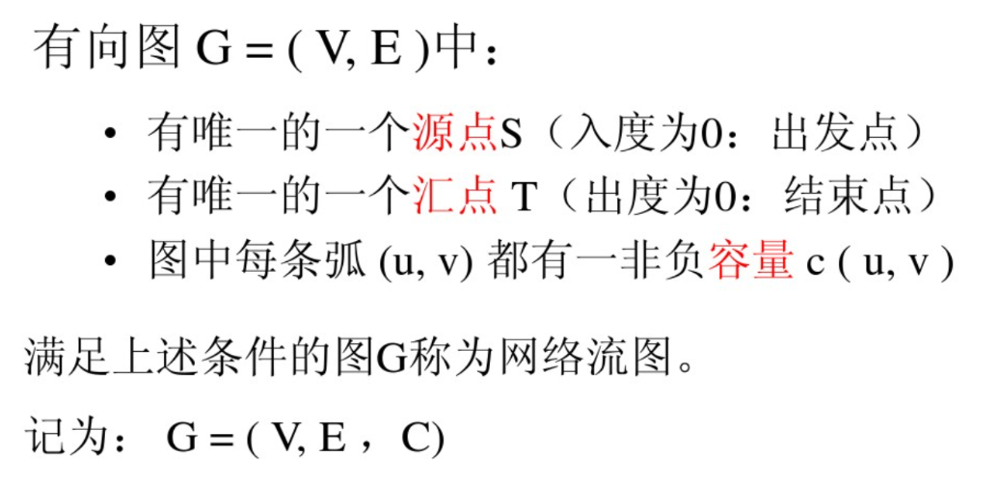 有向图 G = ( V, E )中：
• 有唯一的一个源点S（入度为0：出发点）
• 有唯一的一个汇点 T（出度为0：结束点）
• 图中每条弧 (u, v) 都有一非负容量 c ( u, v )
满足上述条件的图G称为网络流图。
记为： G = ( V, E ，C)